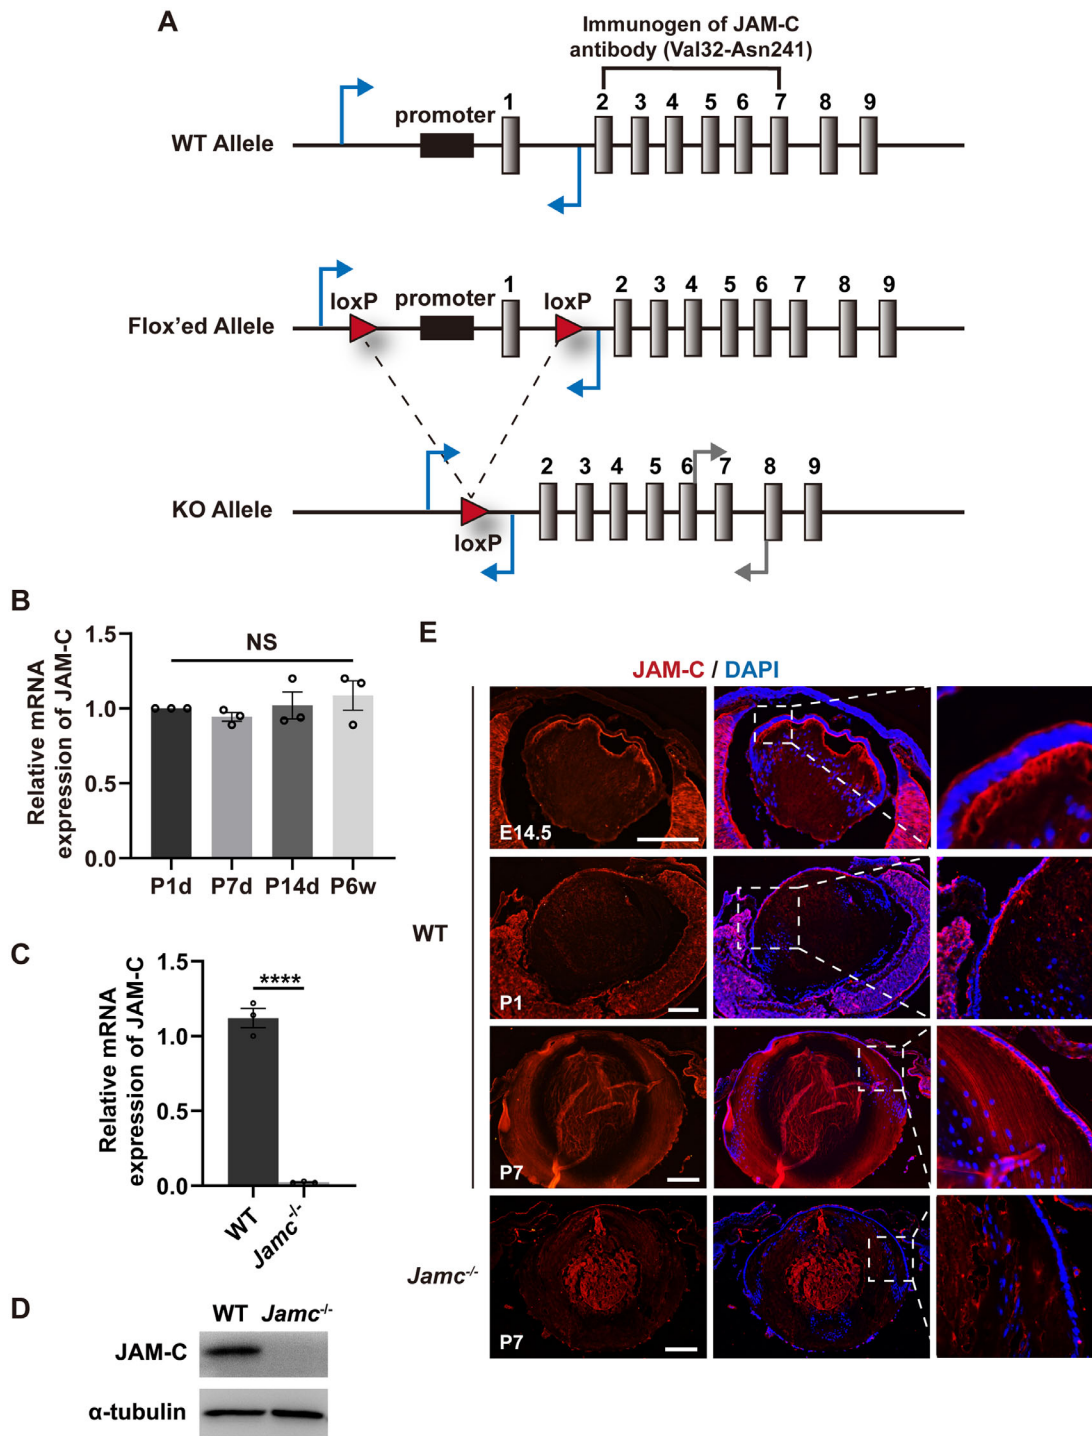 A
Immunogen of JAM-C
antibody (Val32-Asn241)
1 2 3 4 5 6 7 8 9
promoter
WT Allele
1 2 3 4 5 6 7 8 9
loxP promoter loxP
Flox'ed Allele
2 3 4 5 6 7 8 9
KO Allele
loxP
B
Relative mRNA
expression of JAM-C
1.5
1.0
0.5
0.0
NS
P1d P7d P14d P6w
C
Relative mRNA
expression of JAM-C
1.5
1.0
0.5
0.0
****
WT Jamc-/-
D
WT Jamc-/-
JAM-C
α-tubulin
E
JAM-C / DAPI
E14.5
WT
P1
P7
Jamc-/-
P7